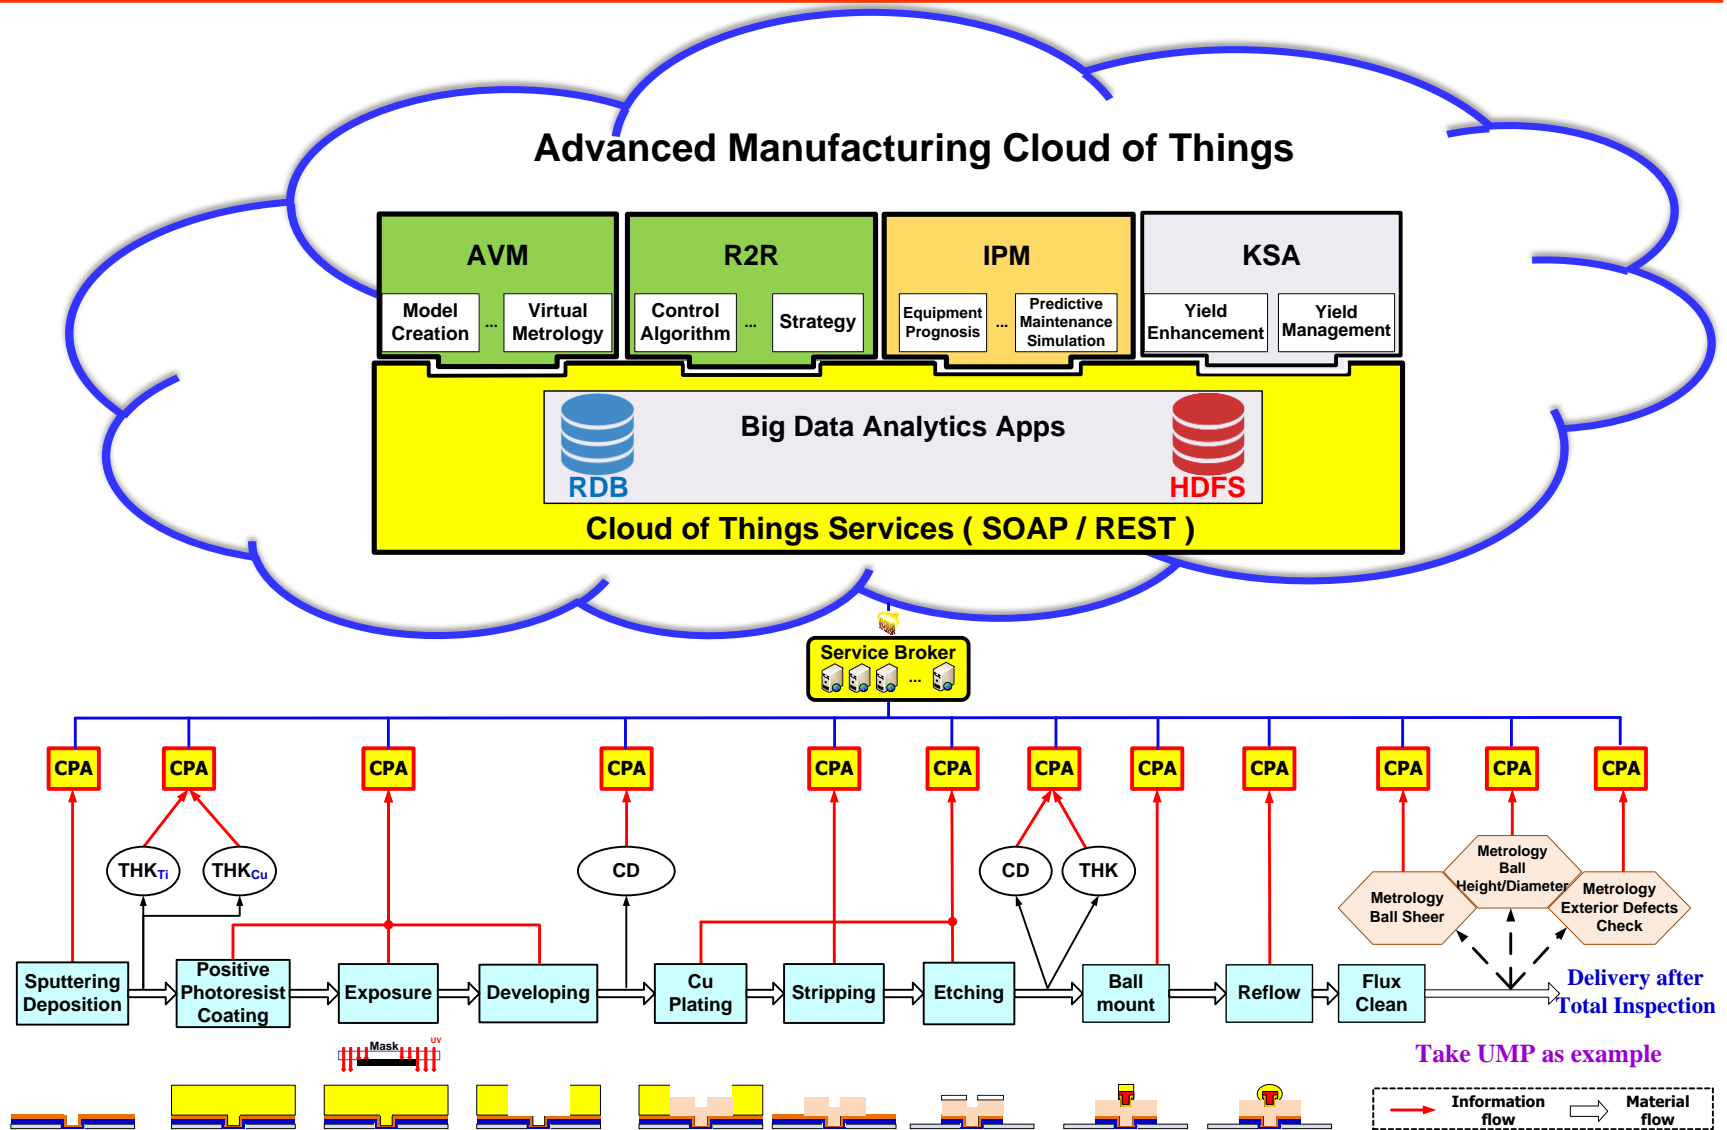 Advanced Manufacturing Cloud of Things
AVM
R2R
IPM
KSA
Model
Creation
...
Virtual
Metrology
Control
Algorithm
...
Strategy
Equipment
Prognosis
...
Predictive
Maintenance
Simulation
Yield
Enhancement
Yield
Management
Big Data Analytics Apps
RDB
HDFS
Cloud of Things Services ( SOAP / REST )
Service Broker
...
CPA
CPA
CPA
CPA
CPA
CPA
CPA
CPA
CPA
CPA
CPA
CPA
THKTi
THKCu
CD
CD
THK
Metrology
Ball Sheer
Metrology
Ball
Height/Diameter
Metrology
Exterior Defects
Check
Sputtering
Deposition
Positive
Photoresist
Coating
Exposure
Developing
Cu
Plating
Stripping
Etching
Ball
mount
Reflow
Flux
Clean
Delivery after
Total Inspection
Mask
UV
Take UMP as example
Information
flow
Material
flow